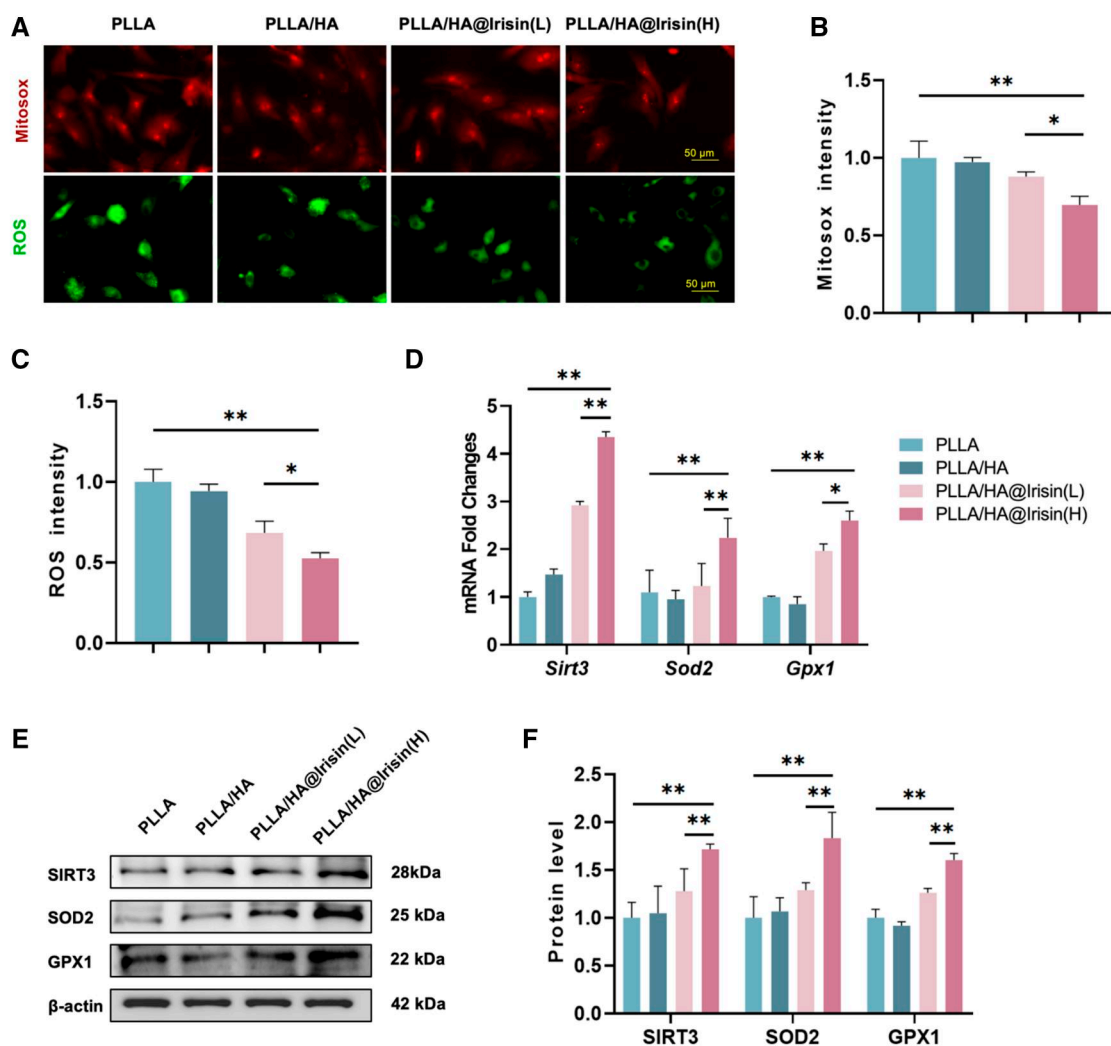 A
PLLA
PLLA/HA
PLLA/HA@Irisin(L)
PLLA/HA@Irisin(H)
Mitosox
50 μm
ROS
50 μm
B
Mitosox intensity
1.5
1.0
0.5
0.0
**
*
C
ROS intensity
1.5
1.0
0.5
0.0
**
*
D
mRNA Fold Changes
5
4
3
2
1
0
**
**
**
**
**
*
Sirt3
Sod2
Gpx1
PLLA
PLLA/HA
PLLA/HA@Irisin(L)
PLLA/HA@Irisin(H)
E
PLLA
PLLA/HA
PLLA/HA@Irisin(L)
PLLA/HA@Irisin(H)
SIRT3
28kDa
SOD2
25 kDa
GPX1
22 kDa
β-actin
42 kDa
F
Protein level
2.5
2.0
1.5
1.0
0.5
0.0
**
**
**
**
**
**
SIRT3
SOD2
GPX1